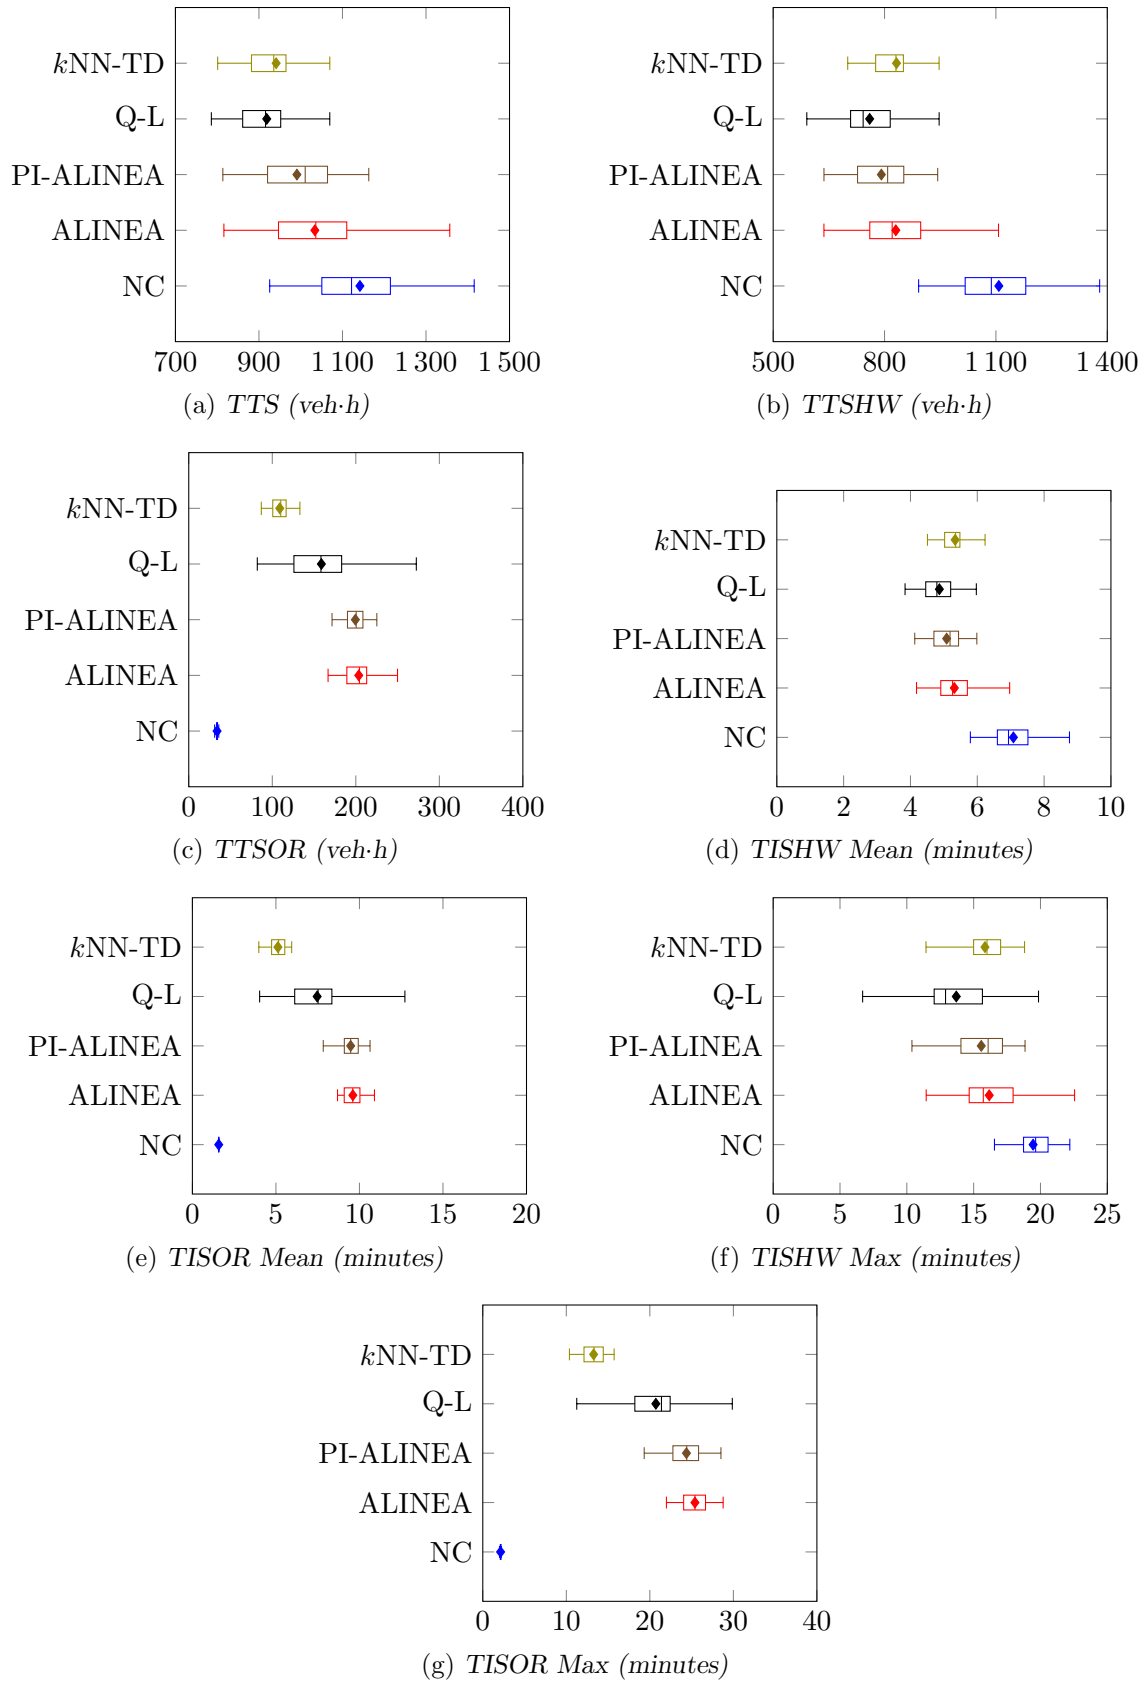 kNN-TD
Q-L
PI-ALINEA
ALINEA
NC
700 900 1 100 1 300 1 500
(a) TTS (veh·h)
kNN-TD
Q-L
PI-ALINEA
ALINEA
NC
500 800 1 100 1 400
(b) TTSHW (veh·h)
kNN-TD
Q-L
PI-ALINEA
ALINEA
NC
0 100 200 300 400
(c) TTSOR (veh·h)
kNN-TD
Q-L
PI-ALINEA
ALINEA
NC
0 2 4 6 8 10
(d) TISHW Mean (minutes)
kNN-TD
Q-L
PI-ALINEA
ALINEA
NC
0 5 10 15 20
(e) TISOR Mean (minutes)
kNN-TD
Q-L
PI-ALINEA
ALINEA
NC
0 5 10 15 20 25
(f) TISHW Max (minutes)
kNN-TD
Q-L
PI-ALINEA
ALINEA
NC
0 10 20 30 40
(g) TISOR Max (minutes)